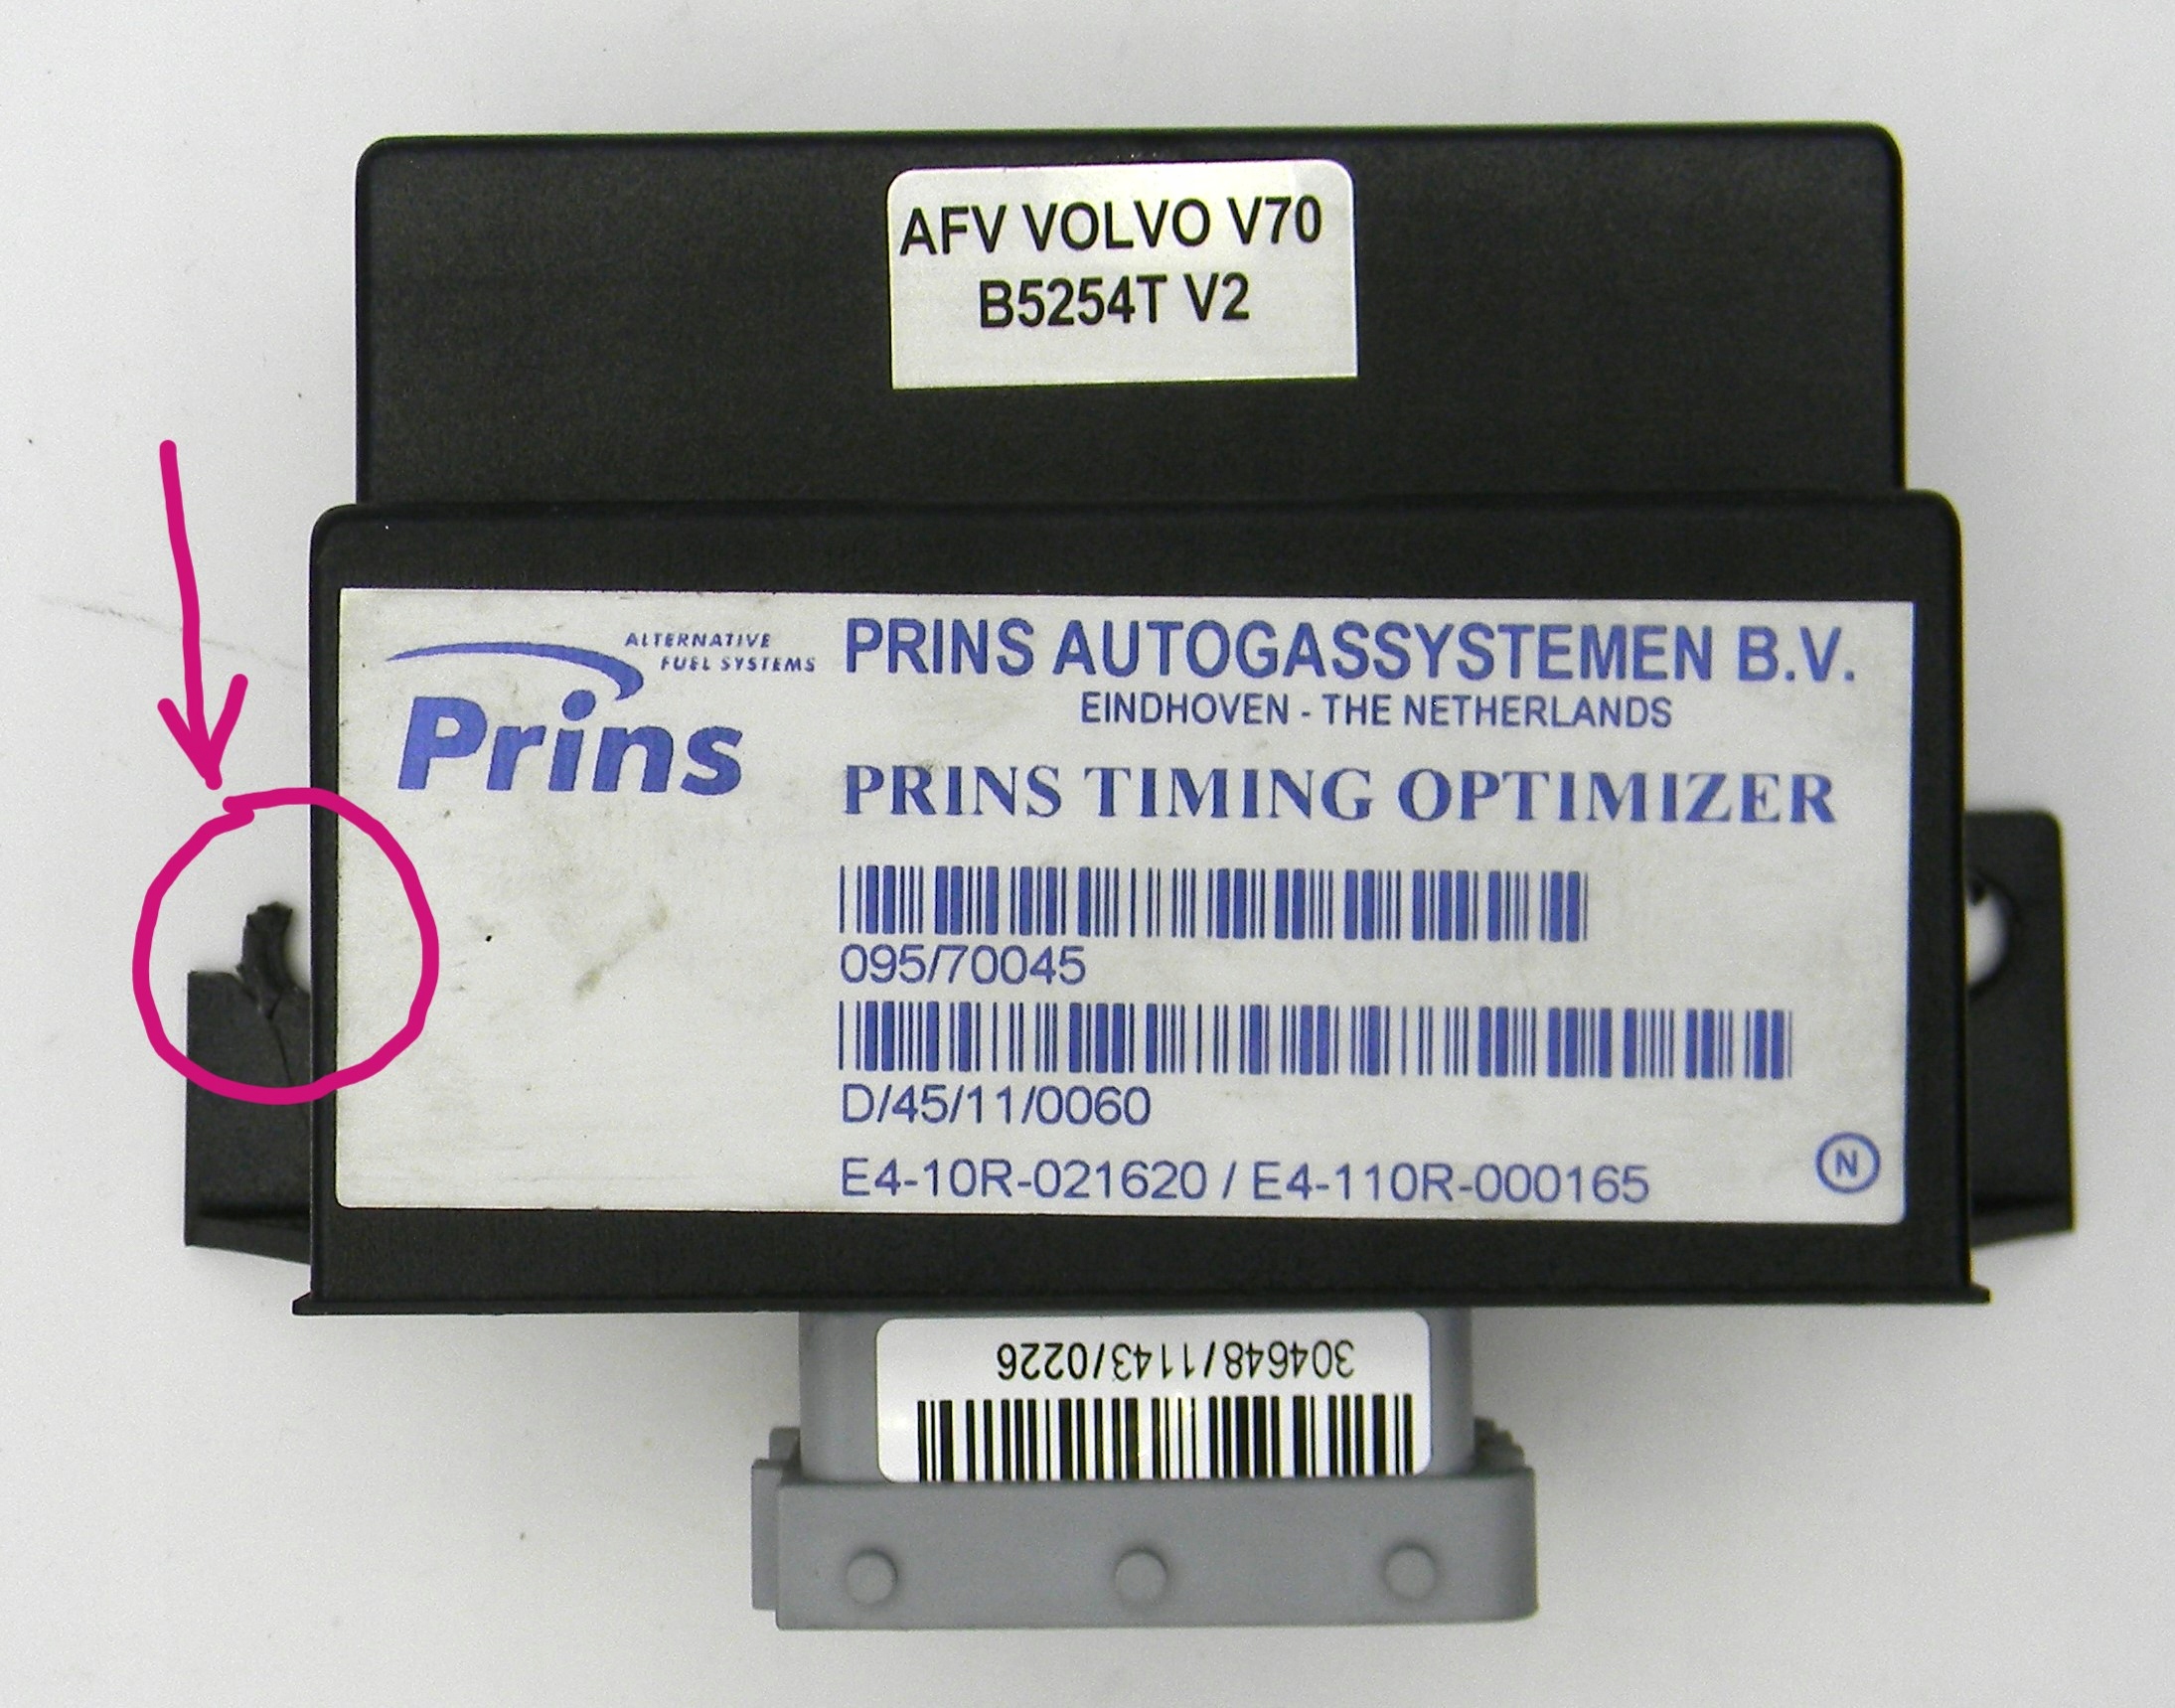 AFV VOLVO V70
B5254T V2
ALTERNATIVE
FUEL SYSTEMS
Prins
PRINS AUTOGASSYSTEMEN B.V.
EINDHOVEN - THE NETHERLANDS
PRINS TIMING OPTIMIZER
095/70045
D/45/11/0060
E4-10R-021620 / E4-110R-000165
N
304648/1143/0226